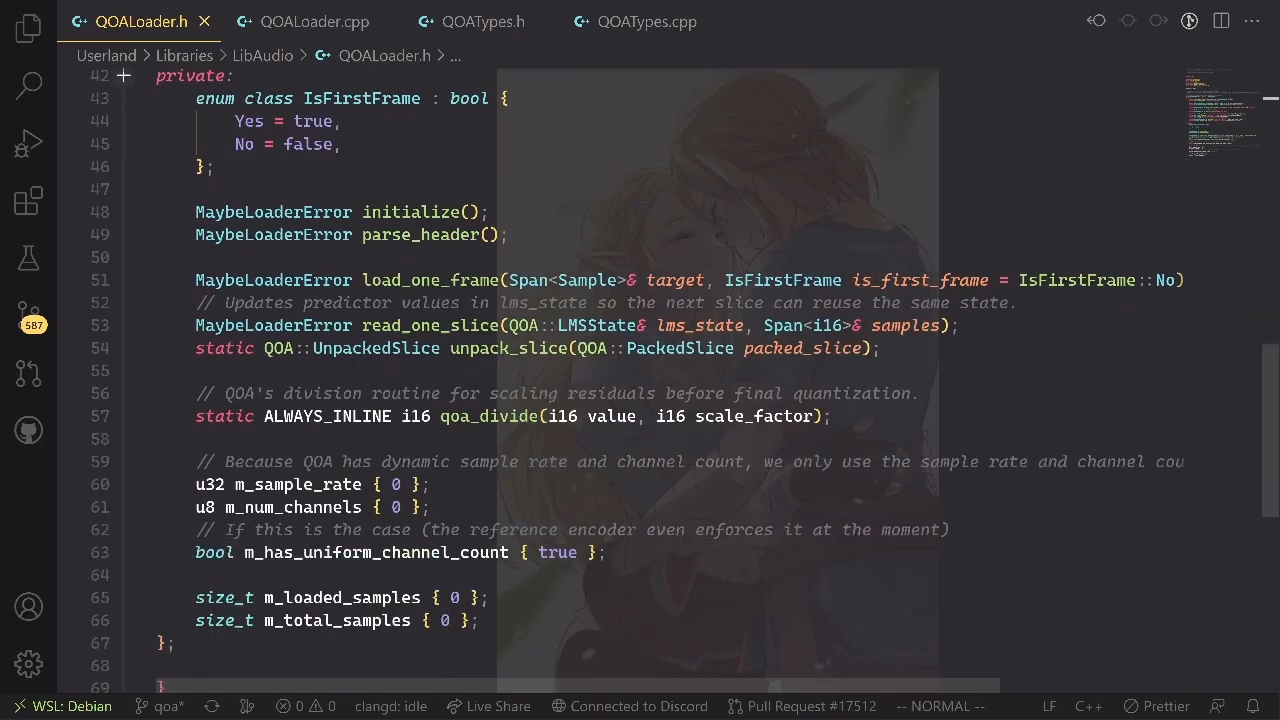 QOALoader.h QOALoader.cpp QOATypes.h QOATypes.cpp
Userland > Libraries > LibAudio > QOALoader.h > ...
42 private:
43 enum class IsFirstFrame : bool {
44 Yes = true,
45 No = false,
46 };
47
48 MaybeLoaderError initialize();
49 MaybeLoaderError parse_header();
50
51 MaybeLoaderError load_one_frame(Span<Sample>& target, IsFirstFrame is_first_frame = IsFirstFrame::No)
52 // Updates predictor values in lms_state so the next slice can reuse the same state.
53 MaybeLoaderError read_one_slice(QOA::LMSState& lms_state, Span<i16>& samples);
54 static QOA::UnpackedSlice unpack_slice(QOA::PackedSlice packed_slice);
55
56 // QOA's division routine for scaling residuals before final quantization.
57 static ALWAYS_INLINE i16 qoa_divide(i16 value, i16 scale_factor);
58
59 // Because QOA has dynamic sample rate and channel count, we only use the sample rate and channel cou
60 u32 m_sample_rate { 0 };
61 u8 m_num_channels { 0 };
62 // If this is the case (the reference encoder even enforces it at the moment)
63 bool m_has_uniform_channel_count { true };
64
65 size_t m_loaded_samples { 0 };
66 size_t m_total_samples { 0 };
67 };
68
69 }
587
WSL: Debian qoa* 0 0 clangd: idle Live Share Connected to Discord Pull Request #17512 -- NORMAL -- LF C++ Prettier